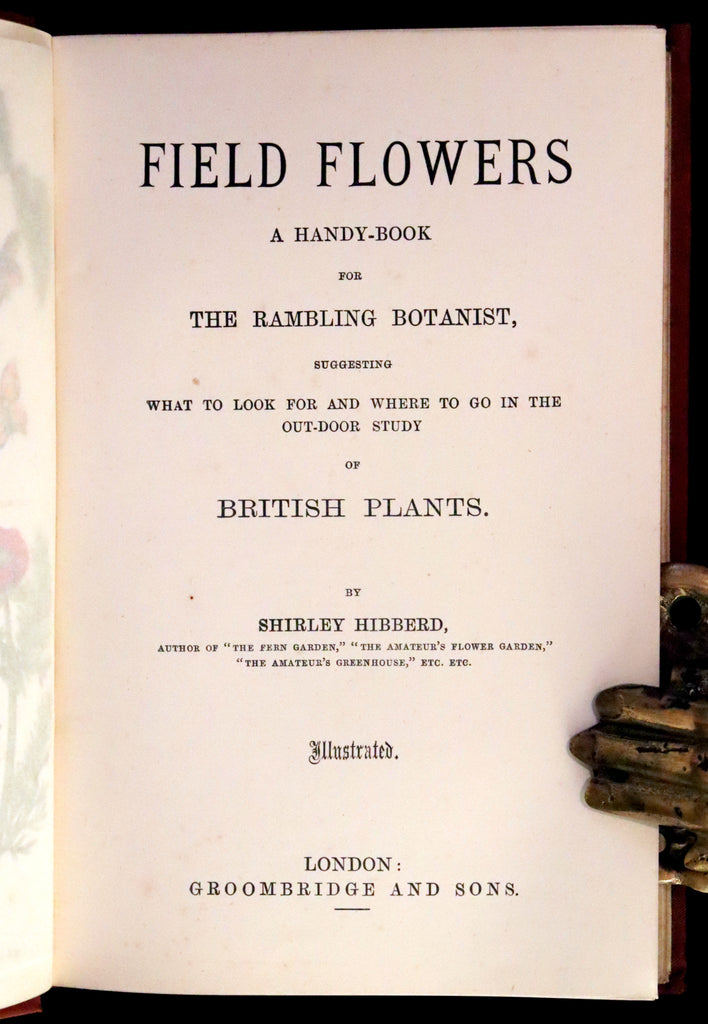 FIELD FLOWERS
A HANDY-BOOK
FOR
THE RAMBLING BOTANIST,
SUGGESTING
WHAT TO LOOK FOR AND WHERE TO GO IN THE
OUT-DOOR STUDY
OF
BRITISH PLANTS.
BY
SHIRLEY HIBBERD,
AUTHOR OF "THE FERN GARDEN," "THE AMATEUR'S FLOWER GARDEN,"
"THE AMATEUR'S GREENHOUSE," ETC. ETC.
Illustrated.
LONDON:
GROOMBRIDGE AND SONS.